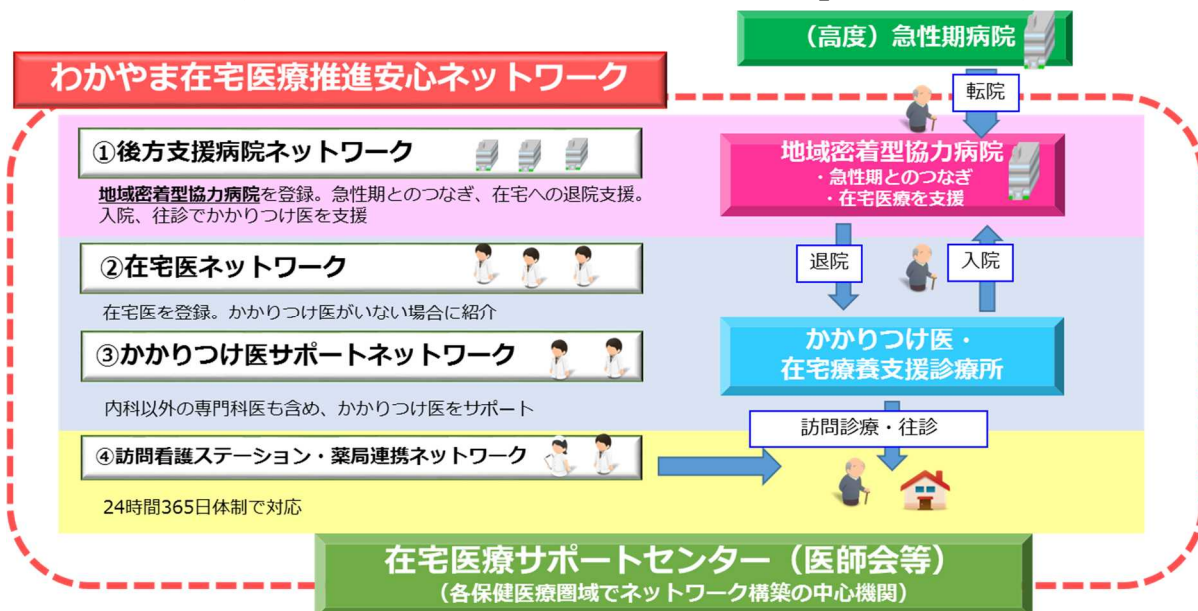 （高度）急性期病院
わかやま在宅医療推進安心ネットワーク
転院
①後方支援病院ネットワーク
地域密着型協力病院を登録。急性期とのつなぎ、在宅への退院支援。
入院、往診でかかりつけ医を支援
地域密着型協力病院
・急性期とのつなぎ
・在宅医療を支援
②在宅医ネットワーク
在宅医を登録。かかりつけ医がいない場合に紹介
退院
入院
③かかりつけ医サポートネットワーク
内科以外の専門科医も含め、かかりつけ医をサポート
かかりつけ医・
在宅療養支援診療所
訪問診療・往診
④訪問看護ステーション・薬局連携ネットワーク
24時間365日体制で対応
在宅医療サポートセンター（医師会等）
（各保健医療圏域でネットワーク構築の中心機関）